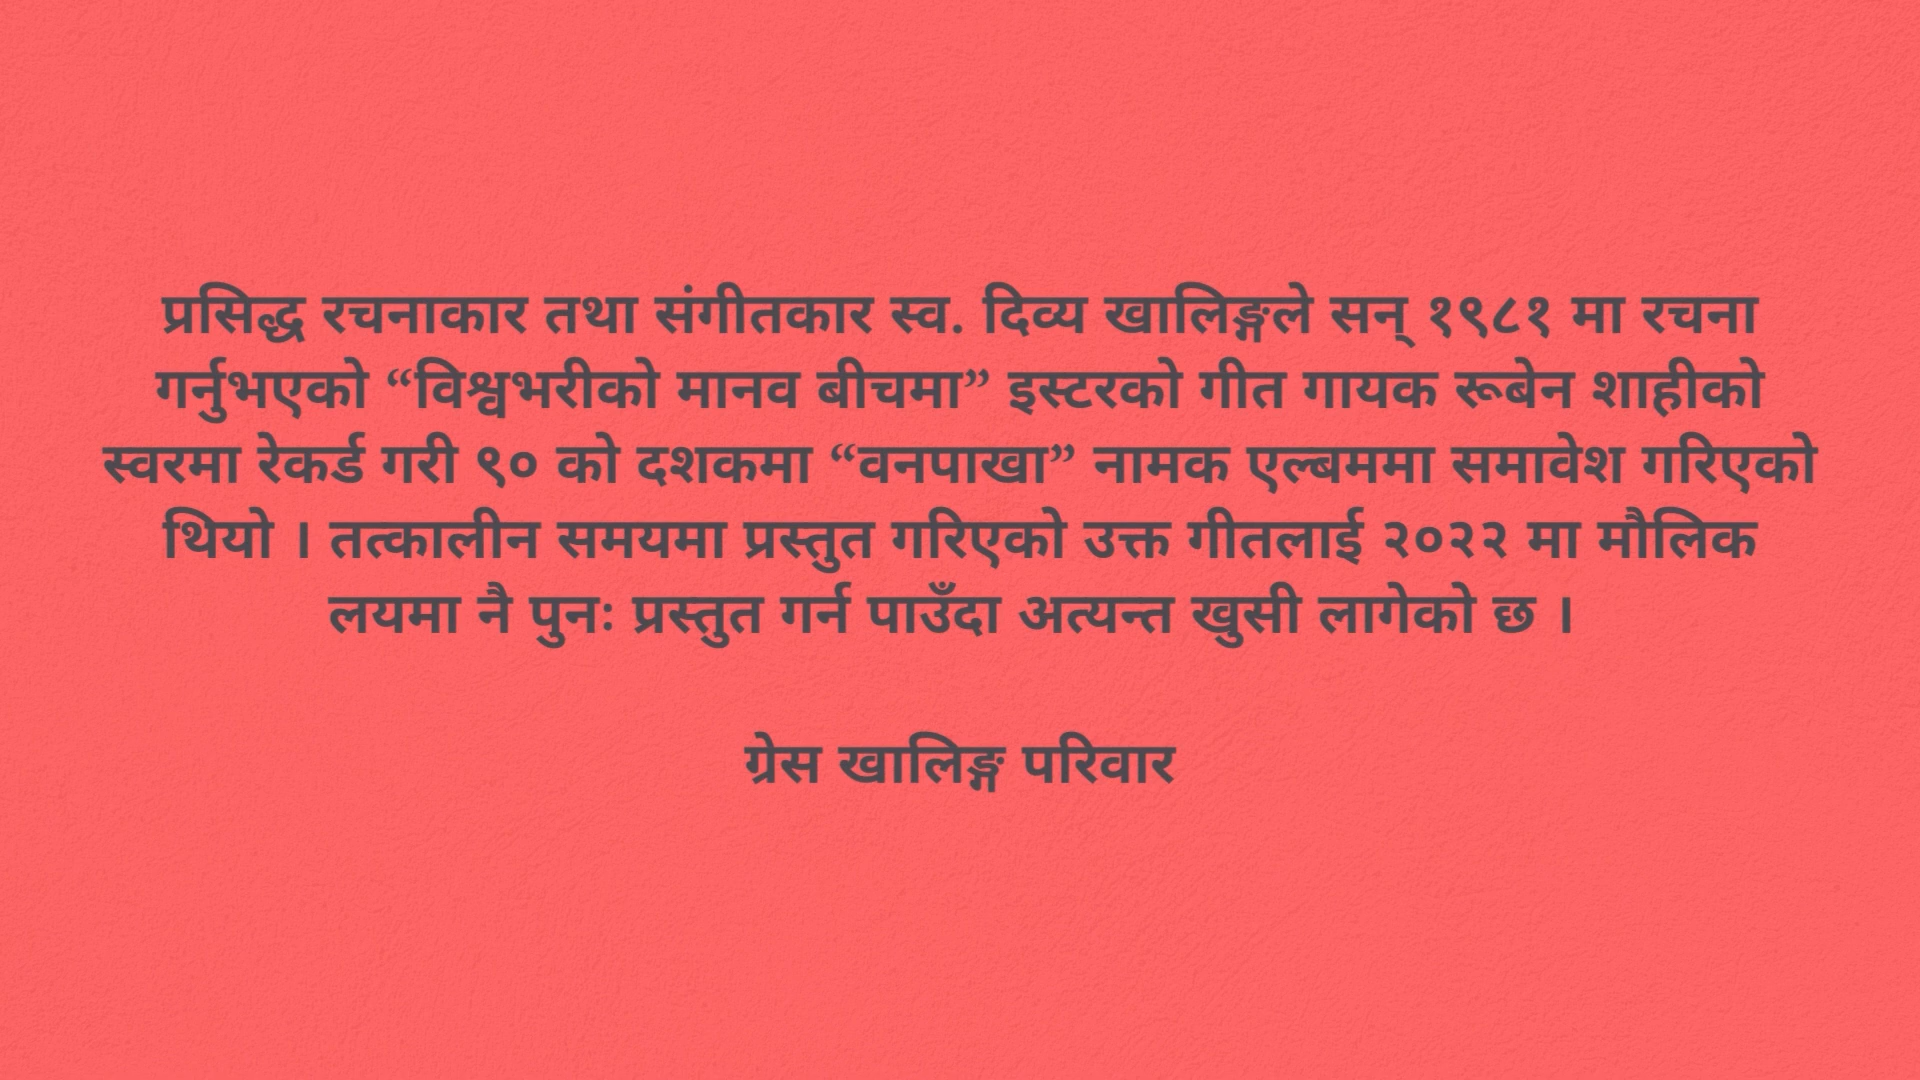 प्रसिद्ध रचनाकार तथा संगीतकार स्व. दिव्य खालिङ्गले सन् १९८१ मा रचना
गर्नुभएको “विश्वभरीको मानव बीचमा” इस्टरको गीत गायक रूबेन शाहीको
स्वरमा रेकर्ड गरी ९० को दशकमा “वनपाखा” नामक एल्बममा समावेश गरिएको
थियो । तत्कालीन समयमा प्रस्तुत गरिएको उक्त गीतलाई २०२२ मा मौलिक
लयमा नै पुनः प्रस्तुत गर्न पाउँदा अत्यन्त खुसी लागेको छ ।
ग्रेस खालिङ्ग परिवार